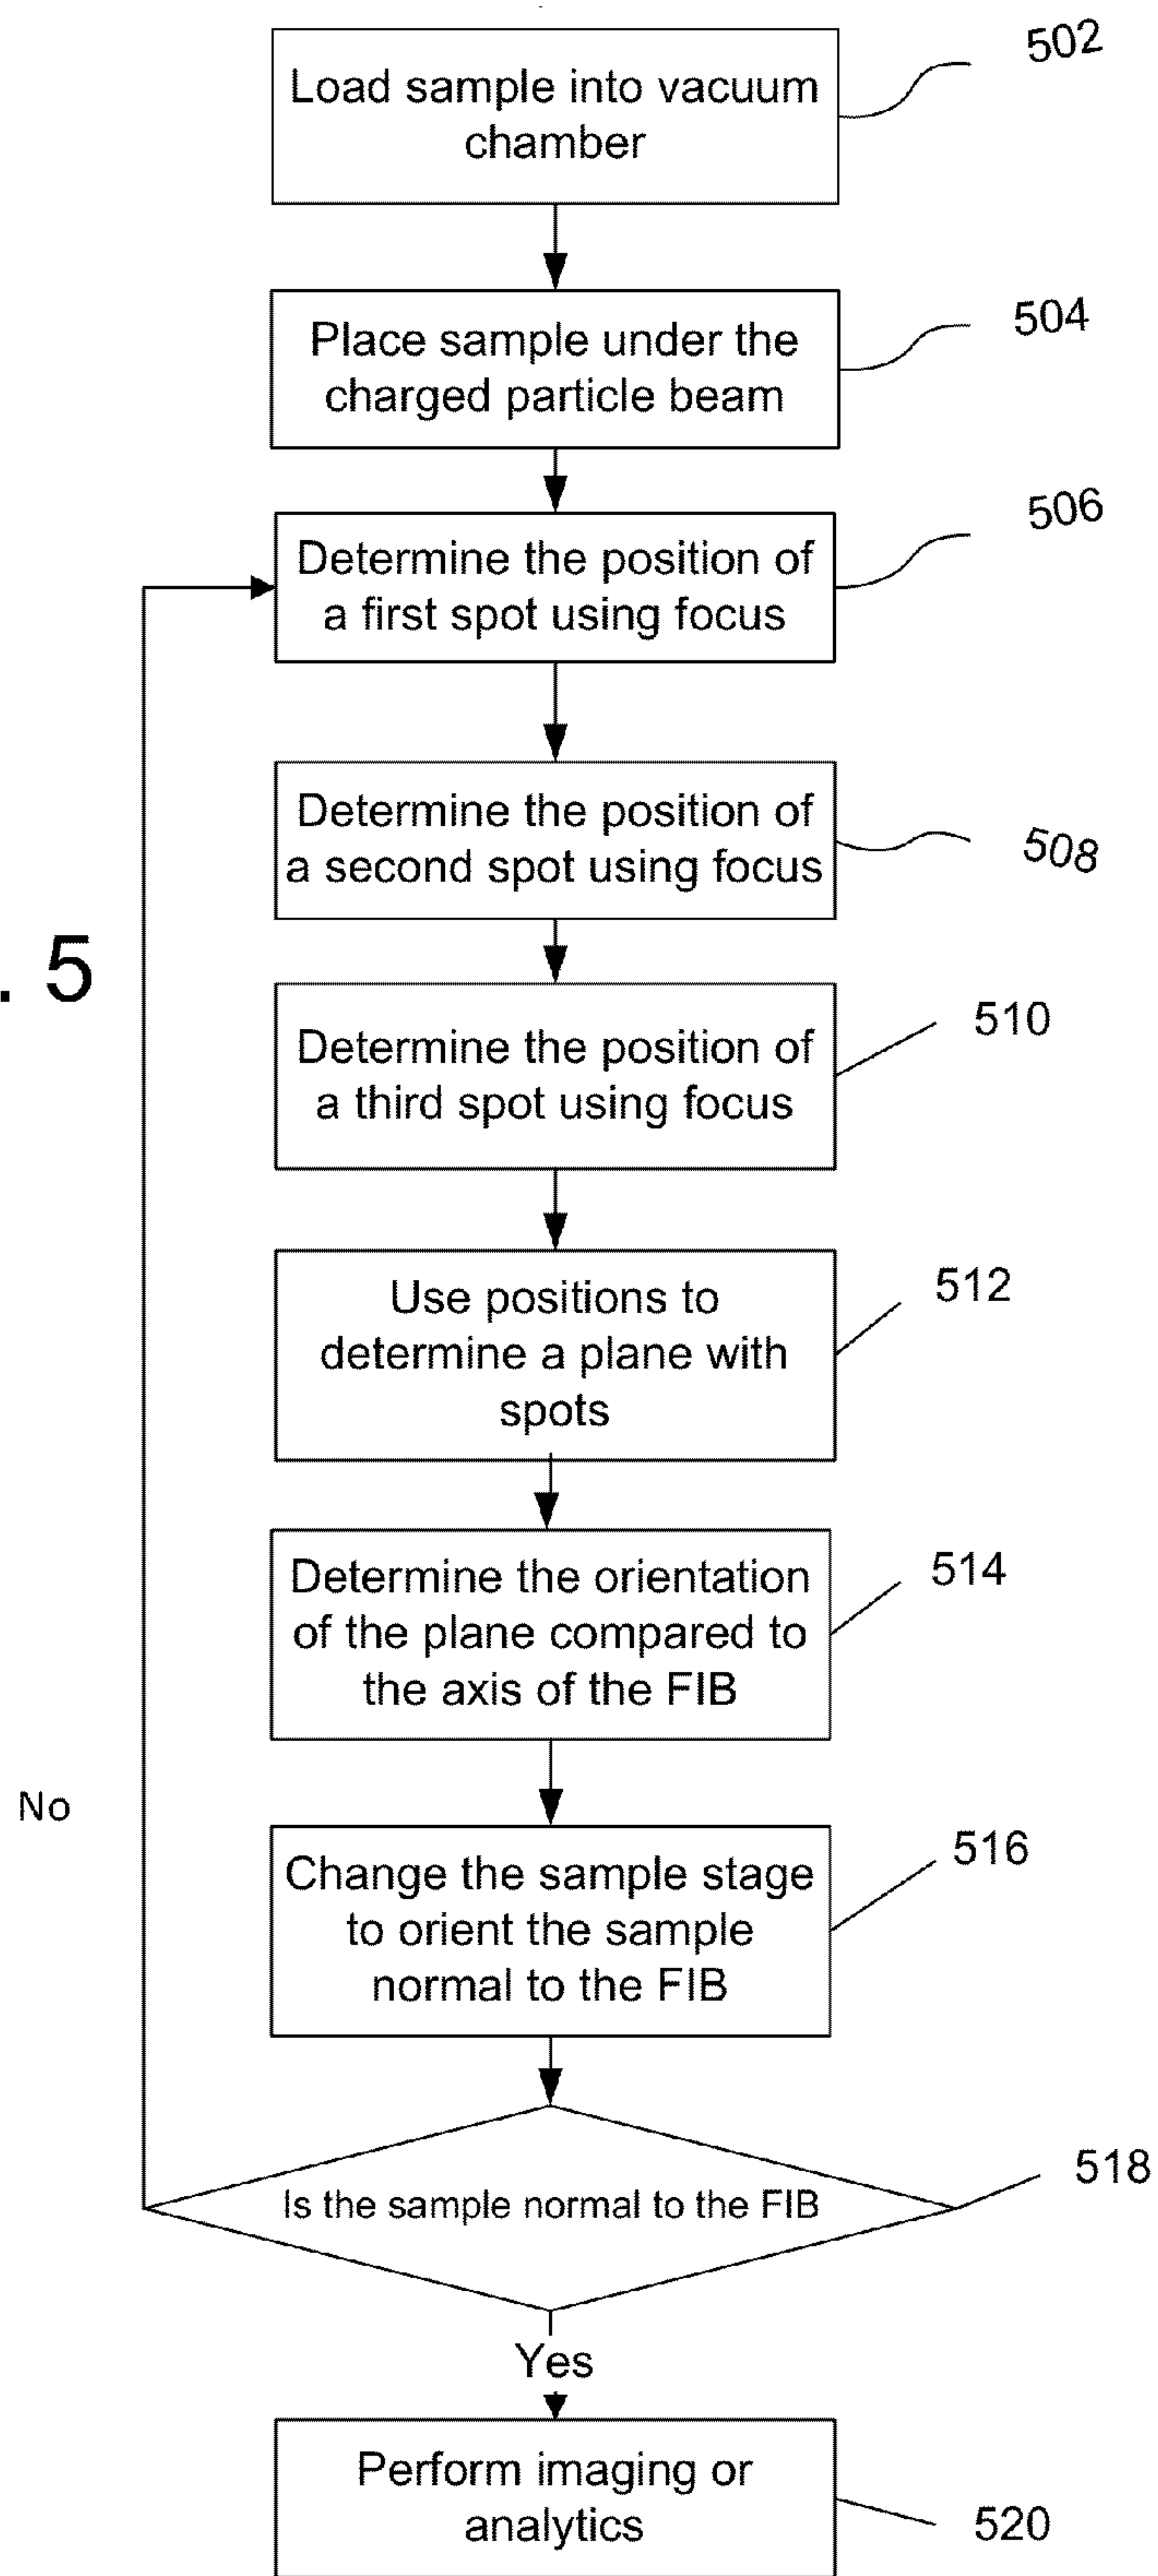 502
Load sample into vacuum
chamber
504
Place sample under the
charged particle beam
506
Determine the position of
a first spot using focus
Determine the position of
a second spot using focus
508
. 5
510
Determine the position of
a third spot using focus
512
Use positions to
determine a plane with
spots
514
Determine the orientation
of the plane compared to
the axis of the FIB
No
516
Change the sample stage
to orient the sample
normal to the FIB
518
Is the sample normal to the FIB
Yes
Perform imaging or
analytics
520